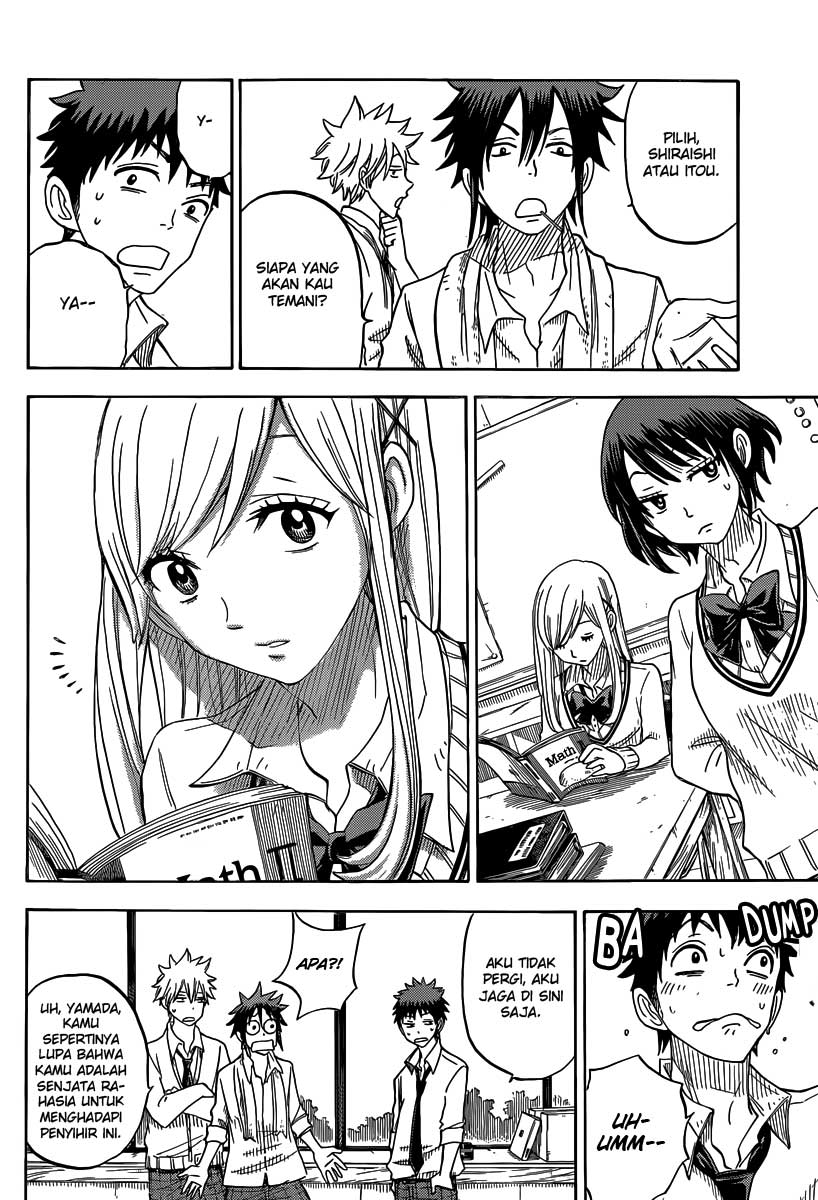 PILIH,
SHIRAISHI
ATAU ITOU.
SIAPA YANG
AKAN KAU
TEMANI?
Y-
YA--
Math
Math II
BA
DUMP
UH-
UMM--
AKU TIDAK
PERGI, AKU
JAGA DI SINI
SAJA.
APA?!
UH, YAMADA,
KAMU
SEPERTINYA
LUPA BAHWA
KAMU ADALAH
SENJATA RA-
HASIA UNTUK
MENGHADAPI
PENYIHIR INI.